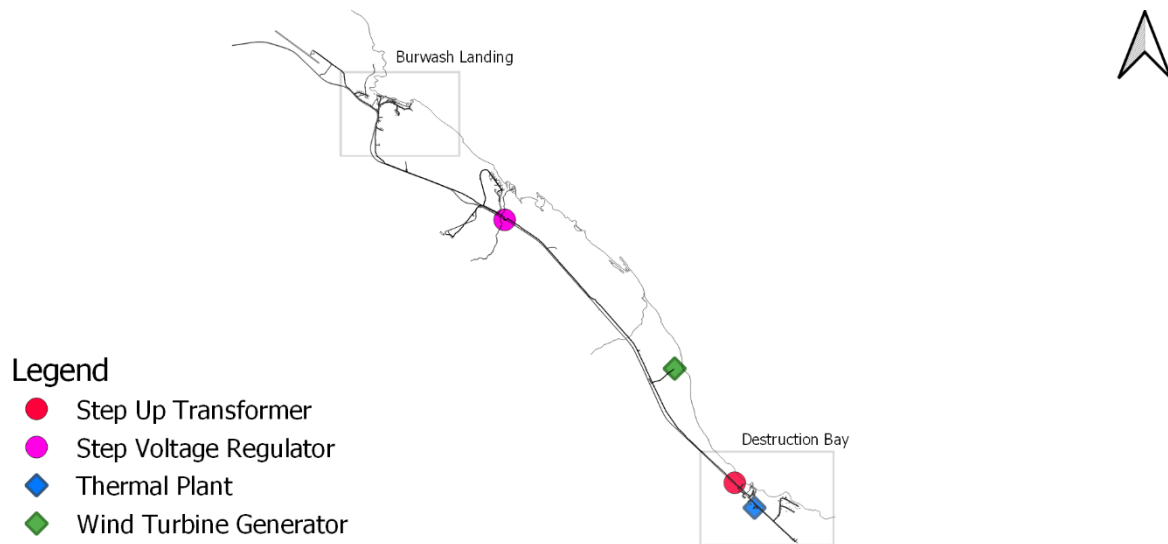 Burwash Landing
Destruction Bay
Legend
Step Up Transformer
Step Voltage Regulator
Thermal Plant
Wind Turbine Generator